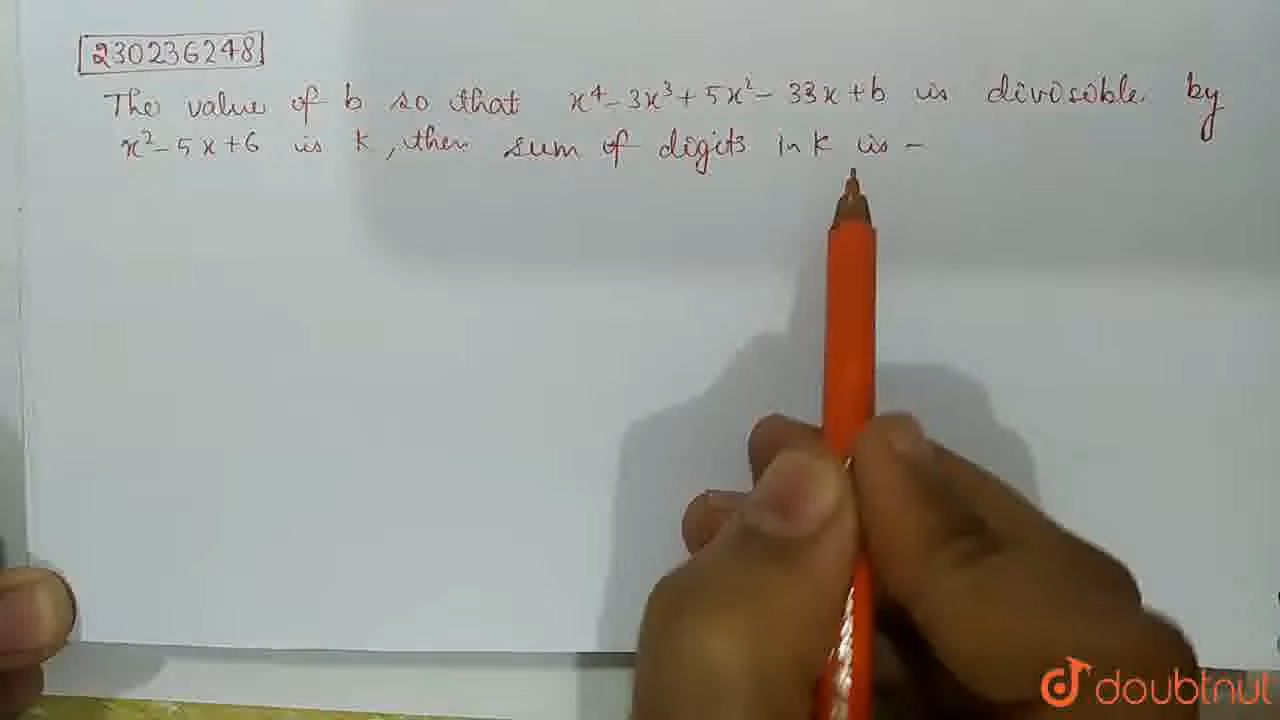 230236248
The value of b so that x⁴ - 3x³ + 5x² - 33x + b is divisible by
x² - 5x + 6 is k, then sum of digits in k is -
doubtnut